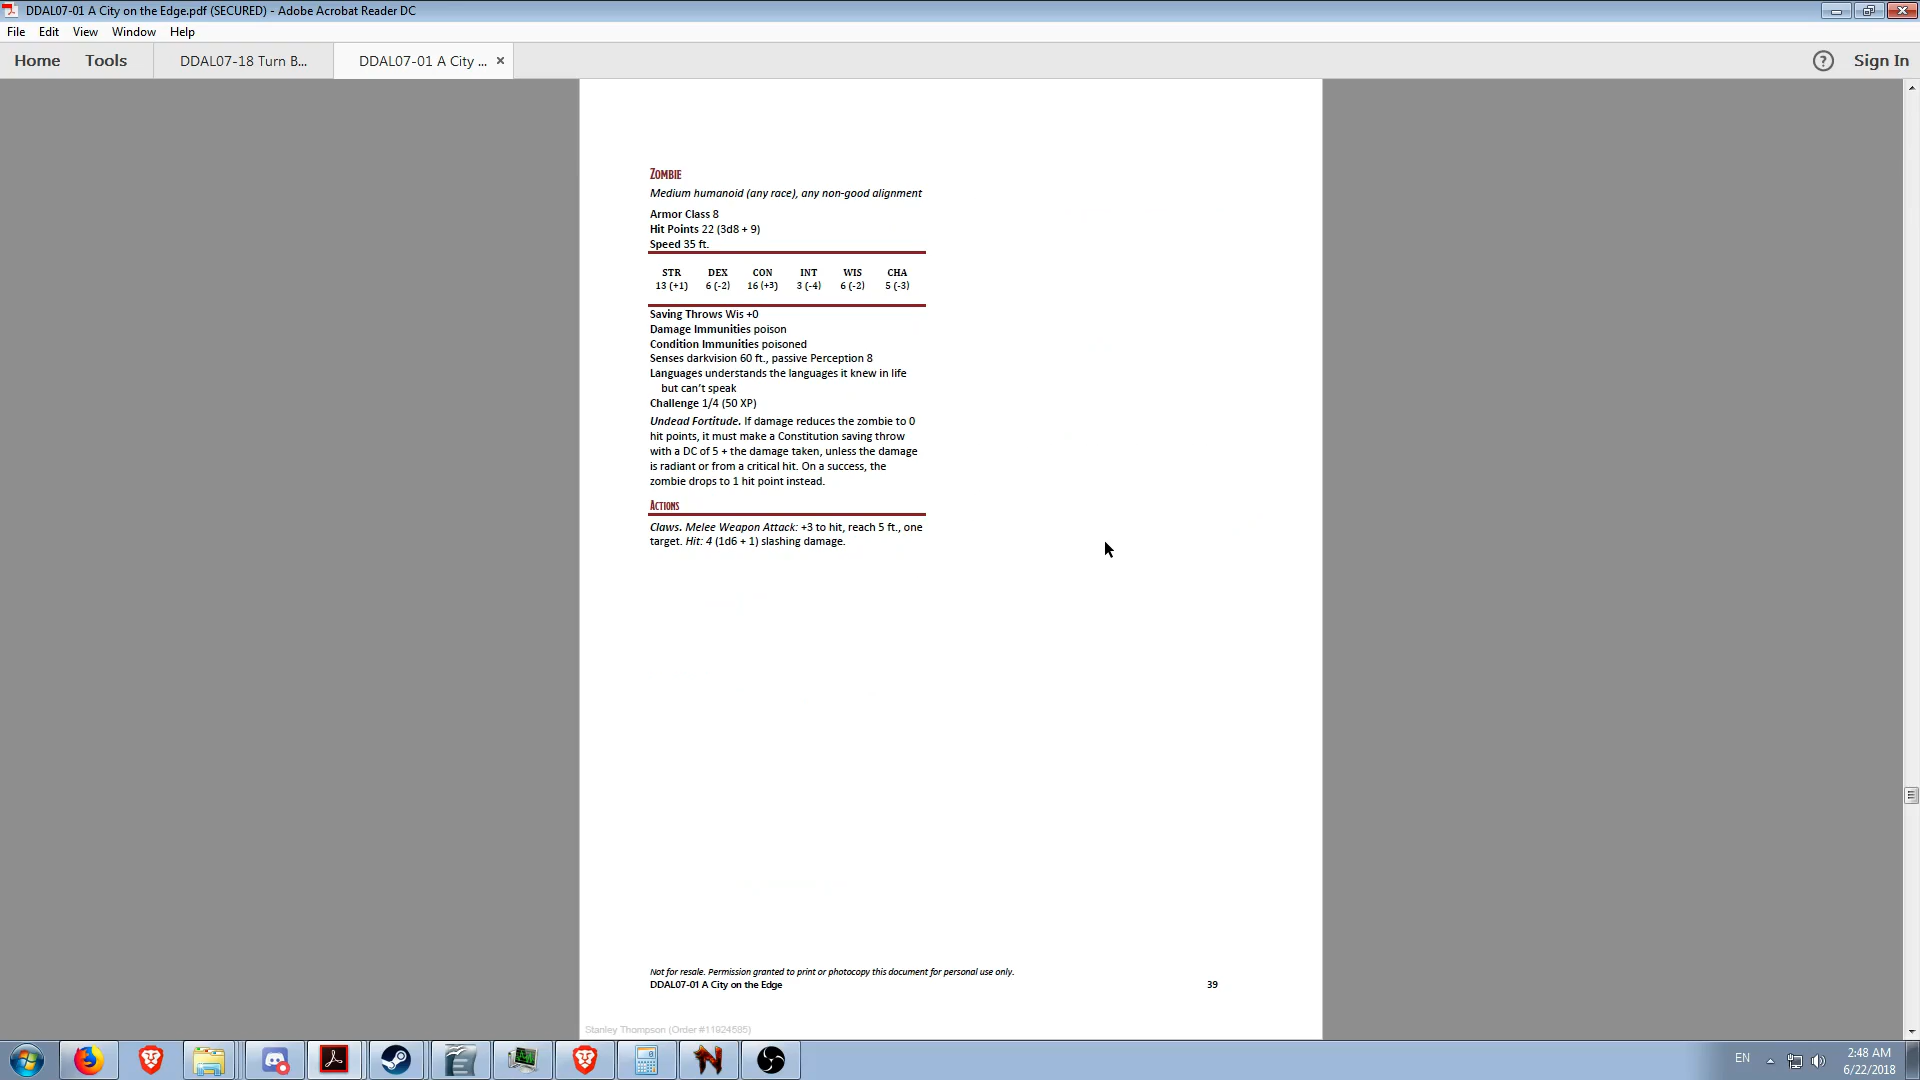 DDAL07-01 A City on the Edge.pdf (SECURED) - Adobe Acrobat Reader DC
File Edit View Window Help
Home Tools DDAL07-18 Turn B... DDAL07-01 A City ... × ? Sign In
ZOMBIE
Medium humanoid (any race), any non-good alignment
Armor Class 8
Hit Points 22 (3d8 + 9)
Speed 35 ft.
STR DEX CON INT WIS CHA
13 (+1) 6 (-2) 16 (+3) 3 (-4) 6 (-2) 5 (-3)
Saving Throws Wis +0
Damage Immunities poison
Condition Immunities poisoned
Senses darkvision 60 ft., passive Perception 8
Languages understands the languages it knew in life
but can't speak
Challenge 1/4 (50 XP)
Undead Fortitude. If damage reduces the zombie to 0
hit points, it must make a Constitution saving throw
with a DC of 5 + the damage taken, unless the damage
is radiant or from a critical hit. On a success, the
zombie drops to 1 hit point instead.
ACTIONS
Claws. Melee Weapon Attack: +3 to hit, reach 5 ft., one
target. Hit: 4 (1d6 + 1) slashing damage.
Not for resale. Permission granted to print or photocopy this document for personal use only.
DDAL07-01 A City on the Edge 39
Stanley Thompson (Order #11924585)
EN 2:48 AM
6/22/2018